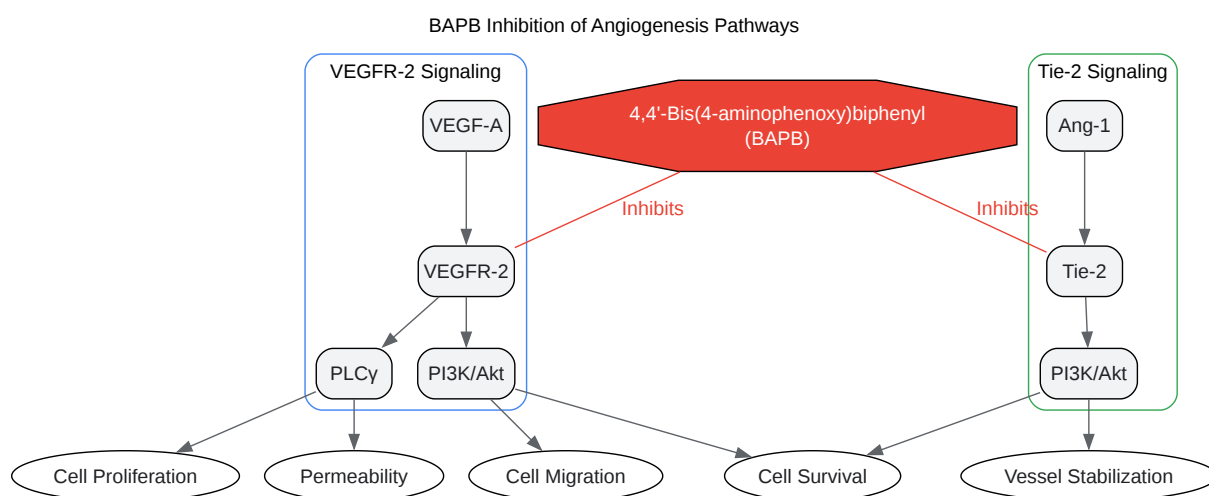 BAPB Inhibition of Angiogenesis Pathways
VEGFR-2 Signaling
Tie-2 Signaling
VEGF-A
4,4'-Bis(4-aminophenoxy)biphenyl
(BAPB)
Ang-1
Inhibits
Inhibits
VEGFR-2
Tie-2
PLCγ
PI3K/Akt
PI3K/Akt
Cell Proliferation
Permeability
Cell Migration
Cell Survival
Vessel Stabilization